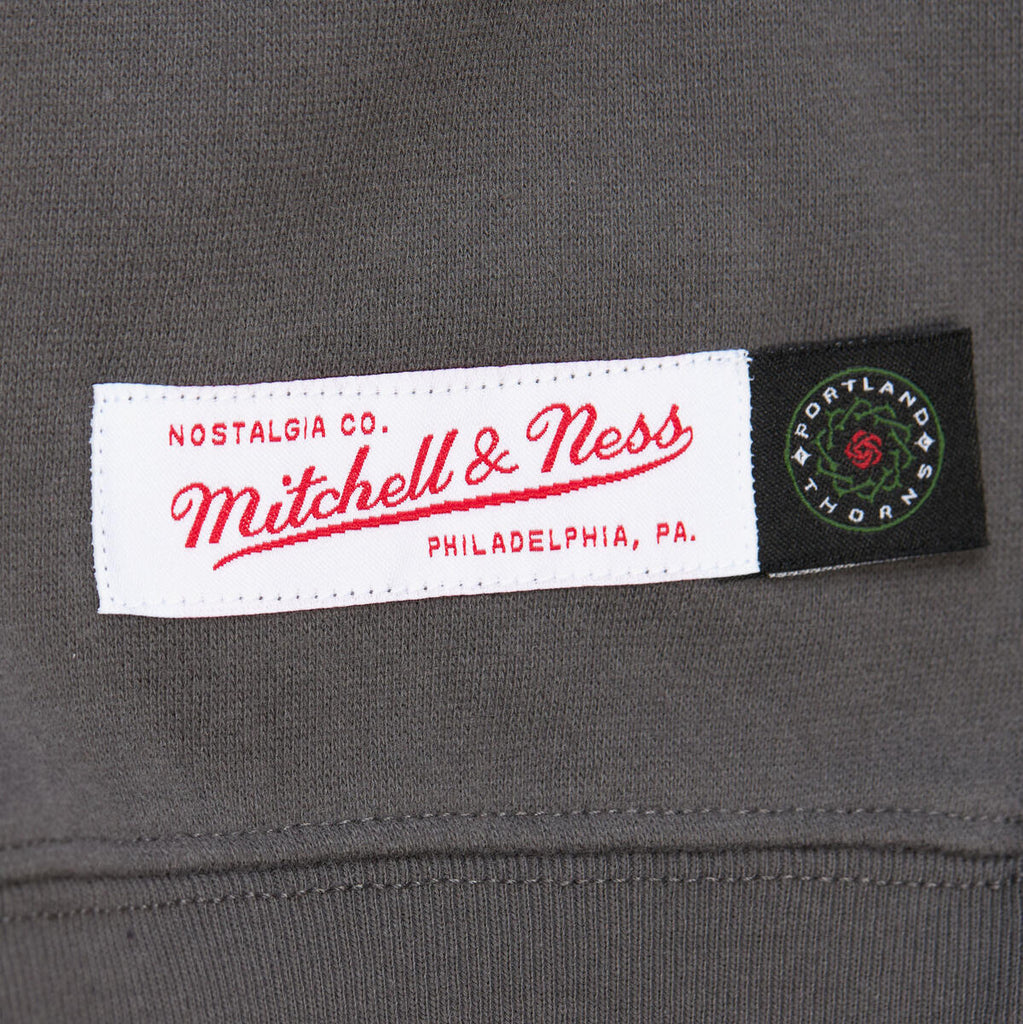 NOSTALGIA CO.
Mitchell & Ness
PHILADELPHIA, PA.
PORTLAND
THORNS